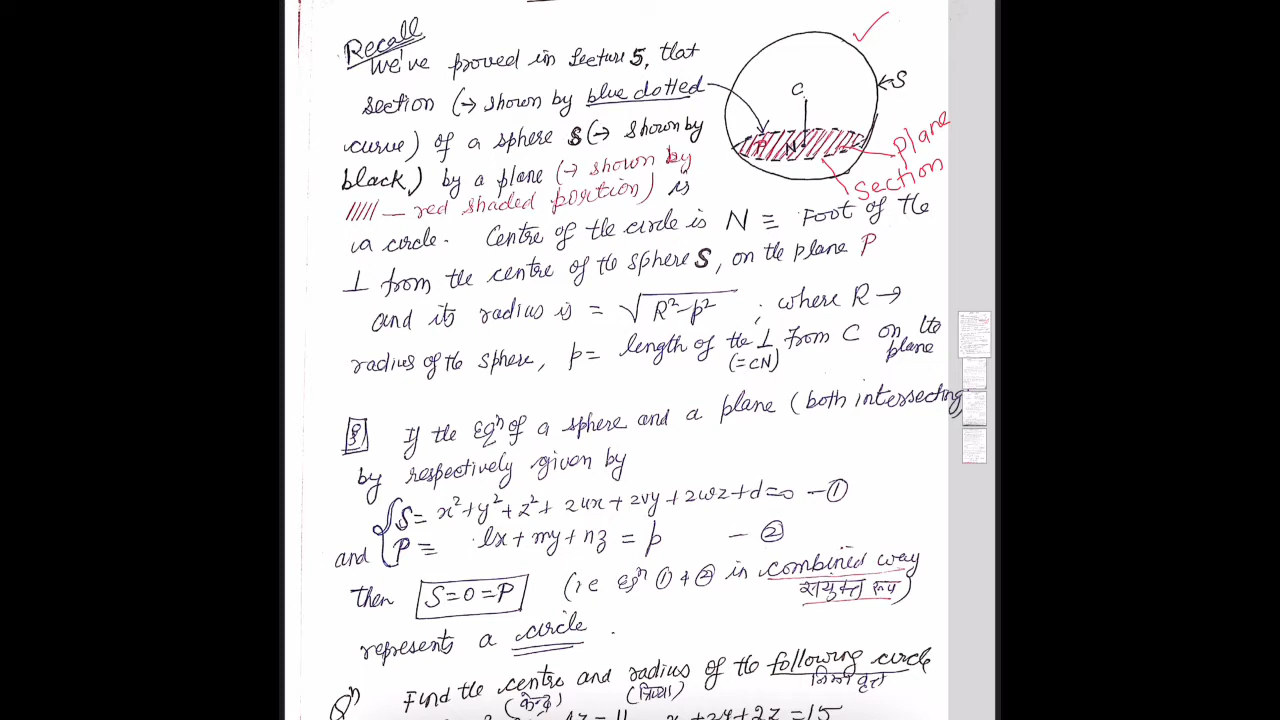 Recall
We've proved in Lecture 5, that
section (→ shown by blue dotted
curve) of a sphere S (→ shown by
black) by a plane (→ shown by
///// — red shaded portion) is
a circle. Centre of the circle is N ≡ Foot of the
⊥ from the centre of the sphere S, on the plane P
and its radius is = √(R²-p²) ; where R →
radius of the sphere, p = length of the ⊥ from C on the plane
(=CN)
C
S
P
N
Plane
Section
§ If the Eqⁿ of a sphere and a plane (both intersecting)
by respectively given by
S = x²+y²+z²+2ux+2vy+2wz+d=0 —①
and P ≡ lx+my+nz = p —②
then S=0=P (i.e Eqⁿ ① & ② in combined way
संयुक्त रूप)
represents a circle.
Qⁿ Find the centre and radius of the following circle
(केन्द्र) (त्रिज्या) निम्न वृत्त
x+2y+2z=15